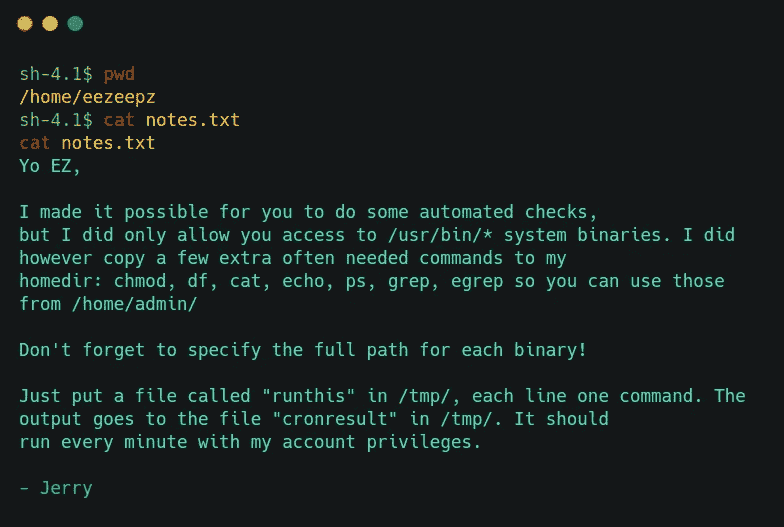 sh-4.1$ pwd
/home/eezeepz
sh-4.1$ cat notes.txt
cat notes.txt
Yo EZ,
I made it possible for you to do some automated checks,
but I did only allow you access to /usr/bin/* system binaries. I did
however copy a few extra often needed commands to my
homedir: chmod, df, cat, echo, ps, grep, egrep so you can use those
from /home/admin/
Don't forget to specify the full path for each binary!
Just put a file called "runthis" in /tmp/, each line one command. The
output goes to the file "cronresult" in /tmp/. It should
run every minute with my account privileges.
- Jerry